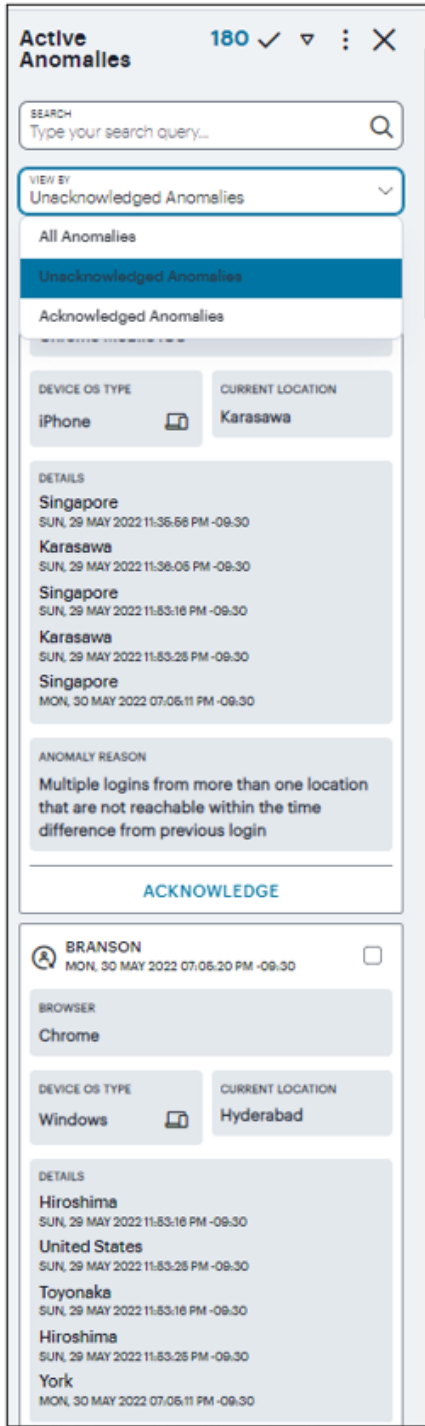 Active
Anomalies
180
SEARCH
Type your search query...
VIEW BY
Unacknowledged Anomalies
All Anomalies
Unacknowledged Anomalies
Acknowledged Anomalies
DEVICE OS TYPE
iPhone
CURRENT LOCATION
Karasawa
DETAILS
Singapore
SUN, 29 MAY 2022 11:35:56 PM -09:30
Karasawa
SUN, 29 MAY 2022 11:36:05 PM -09:30
Singapore
SUN, 29 MAY 2022 11:53:16 PM -09:30
Karasawa
SUN, 29 MAY 2022 11:53:25 PM -09:30
Singapore
MON, 30 MAY 2022 07:05:11 PM -09:30
ANOMALY REASON
Multiple logins from more than one location
that are not reachable within the time
difference from previous login
ACKNOWLEDGE
BRANSON
MON, 30 MAY 2022 07:05:20 PM -09:30
BROWSER
Chrome
DEVICE OS TYPE
Windows
CURRENT LOCATION
Hyderabad
DETAILS
Hiroshima
SUN, 29 MAY 2022 11:53:16 PM -09:30
United States
SUN, 29 MAY 2022 11:53:25 PM -09:30
Toyonaka
SUN, 29 MAY 2022 11:53:16 PM -09:30
Hiroshima
SUN, 29 MAY 2022 11:53:25 PM -09:30
York
MON, 30 MAY 2022 07:05:11 PM -09:30